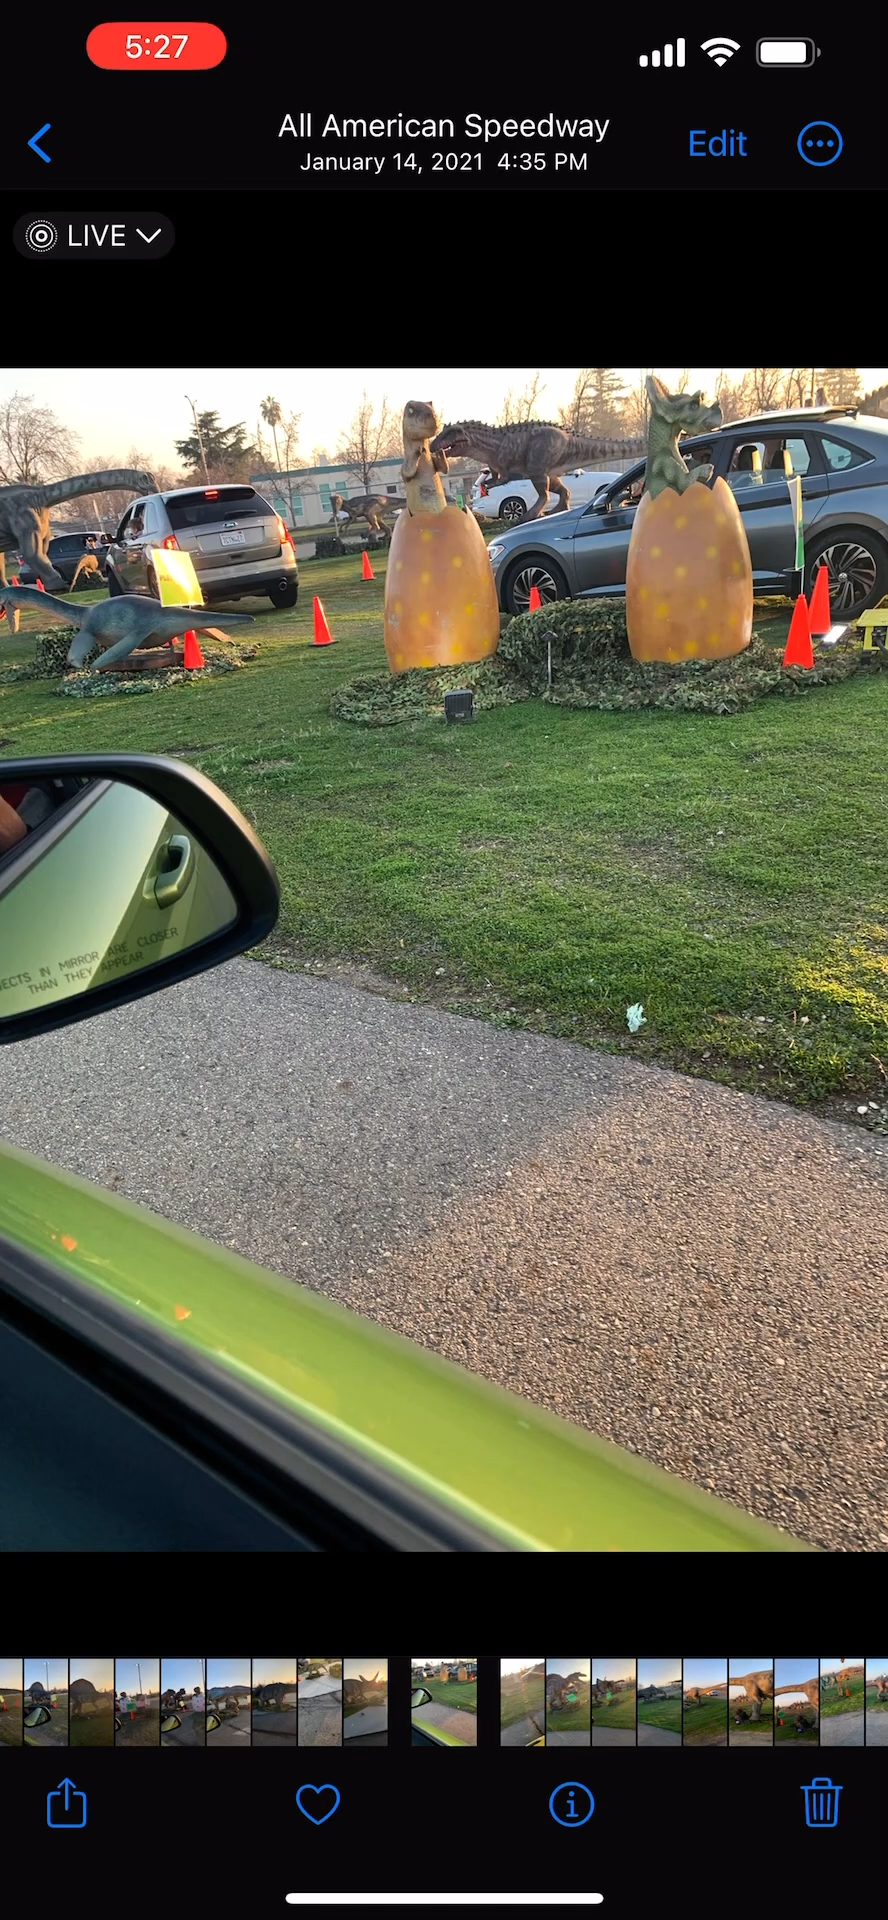 5:27
All American Speedway
January 14, 2021 4:35 PM
Edit
LIVE
JECTS IN MIRROR ARE CLOSER
THAN THEY APPEAR